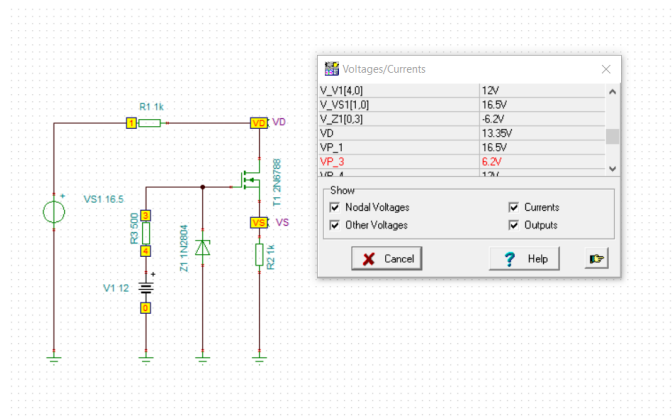 R1 1k
1
VD
VD
T1 2N6788
VS1 16.5
+
3
R3 500
4
Z1 1N2804
VS
VS
R2 1k
V1 12
+
0
Voltages/Currents
V_V1[4,0] 12V
V_VS1[1,0] 16.5V
V_Z1[0,3] -6.2V
VD 13.35V
VP_1 16.5V
VP_3 6.2V
VP_4 12V
Show
Nodal Voltages
Currents
Other Voltages
Outputs
Cancel
? Help